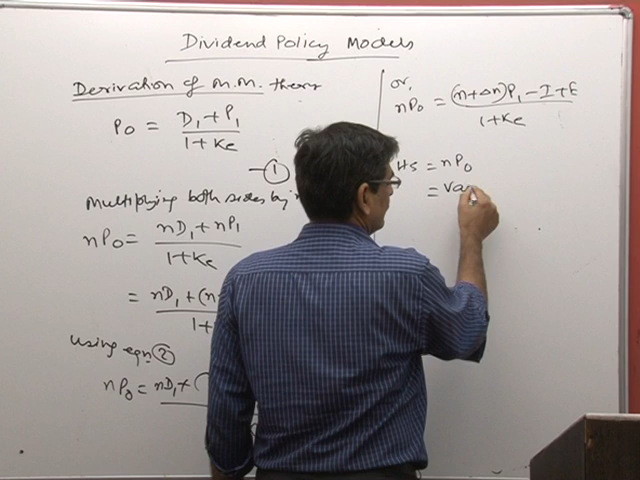 Dividend Policy Models
Derivation of M.M. theory
P0 = D1 + P1 / 1 + Ke
—①
Multiplying both sides by
nP0 = nD1 + nP1 / 1 + Ke
= nD1 + (n / 1+
using eqn ②
nP0 = nD1 + (
or,
nP0 = (n+Δn)P1 - I + E / 1 + Ke
HS = nP0
= Va